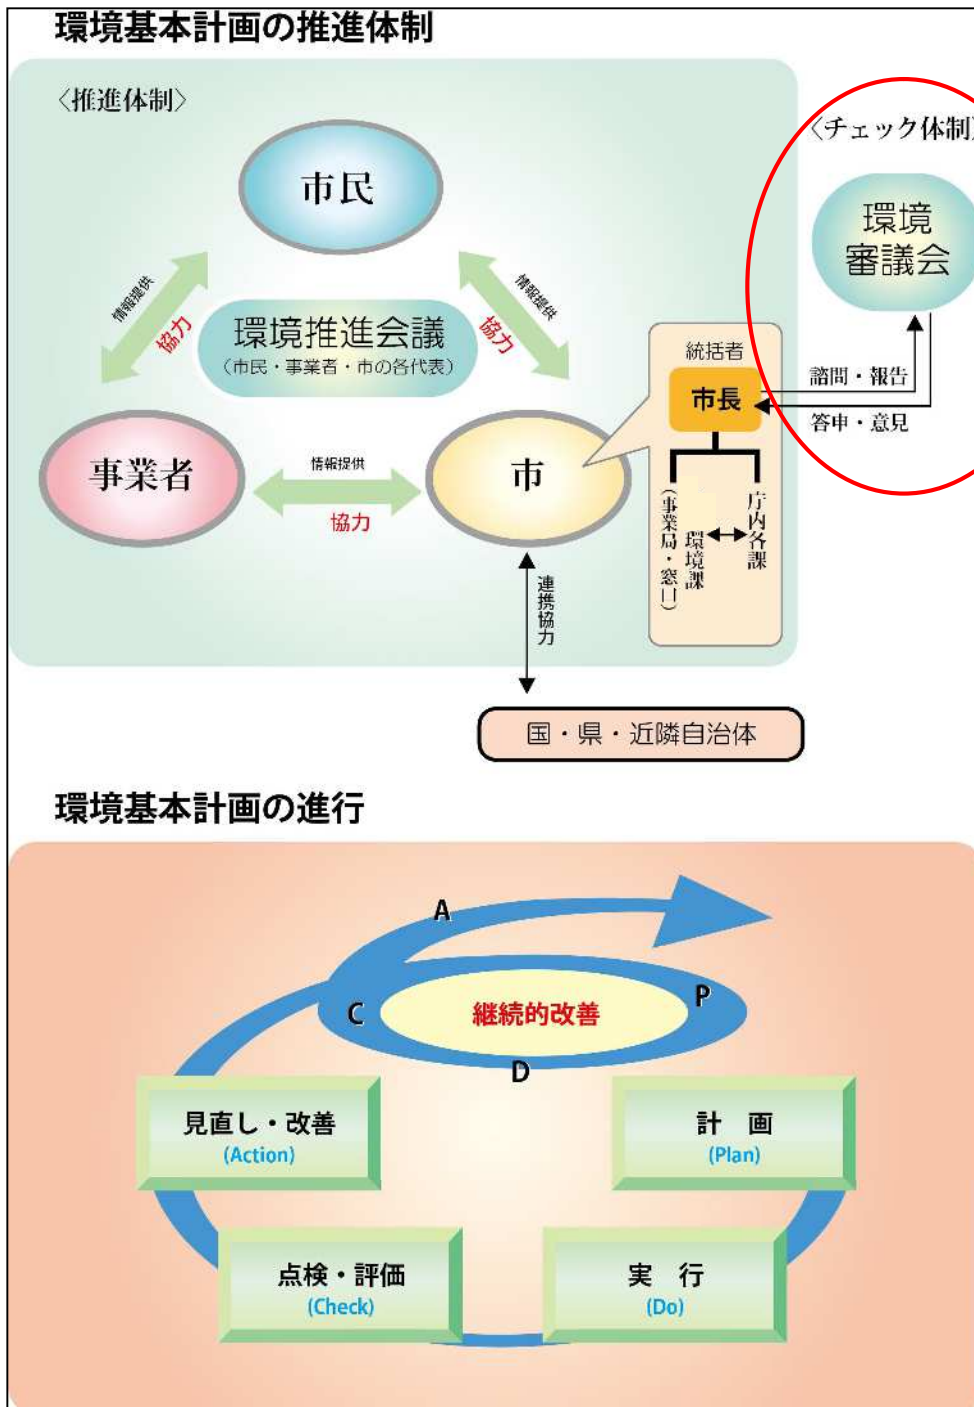 環境基本計画の推進体制
〈推進体制〉
〈チェック体制〉
市民
環境
審議会
情報提供
協力
情報提供
協力
環境推進会議
（市民・事業者・市の各代表）
統括者
市長
諮問・報告
答申・意見
事業者
情報提供
協力
市
環境課
（事業局・窓口）
庁内各課
連携協力
国・県・近隣自治体
環境基本計画の進行
A
C
継続的改善
P
D
見直し・改善
(Action)
計　画
(Plan)
点検・評価
(Check)
実　行
(Do)